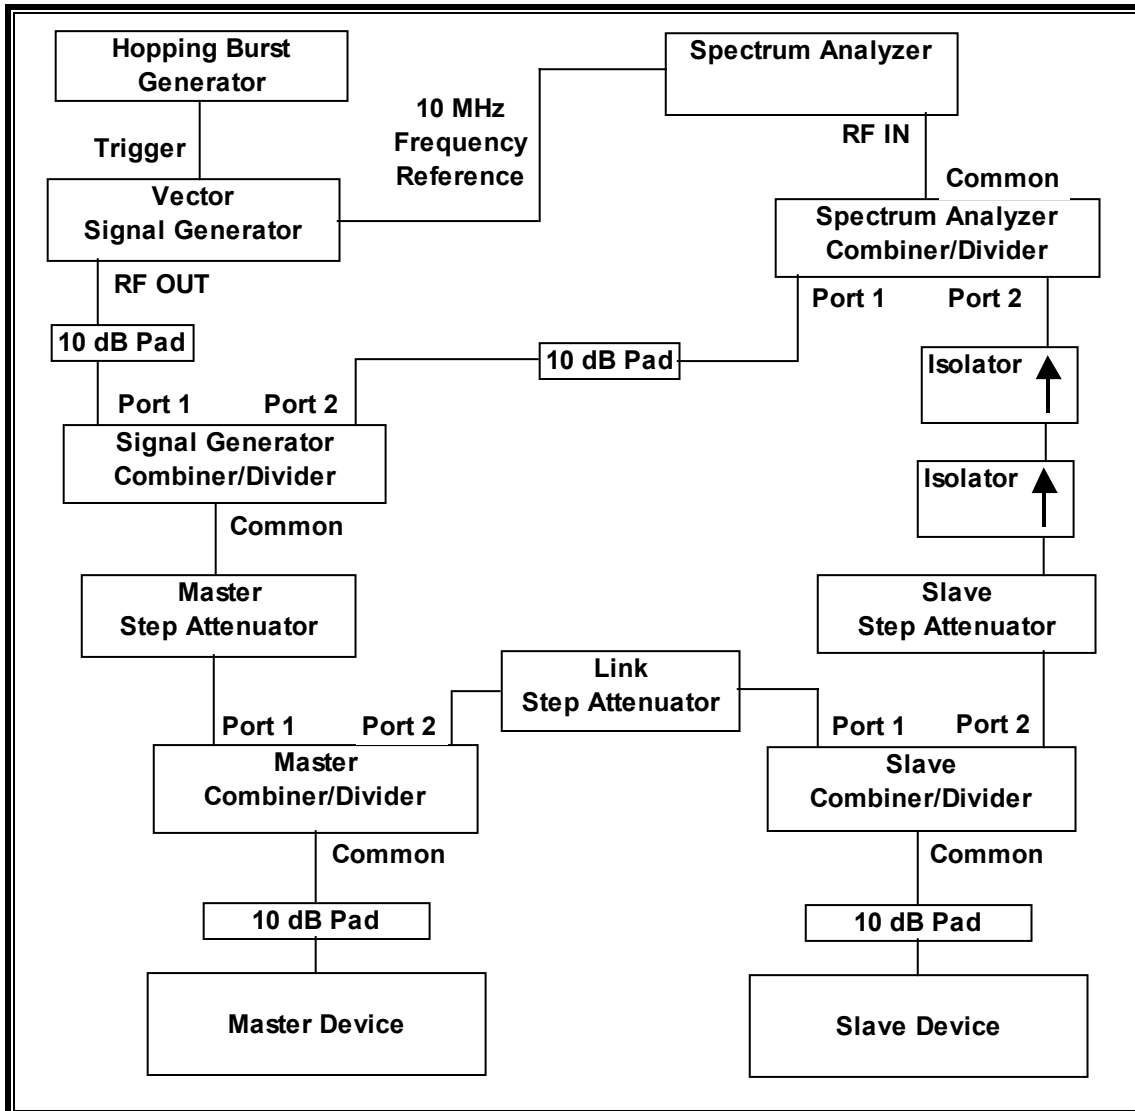 Hopping Burst
Generator
Spectrum Analyzer
10 MHz
Frequency
Reference
Trigger
RF IN
Vector
Signal Generator
Common
Spectrum Analyzer
Combiner/Divider
RF OUT
Port 1
Port 2
10 dB Pad
10 dB Pad
Isolator
Port 1
Port 2
Signal Generator
Combiner/Divider
Isolator
Common
Master
Step Attenuator
Slave
Step Attenuator
Link
Step Attenuator
Port 1
Port 2
Port 1
Port 2
Master
Combiner/Divider
Slave
Combiner/Divider
Common
Common
10 dB Pad
10 dB Pad
Master Device
Slave Device